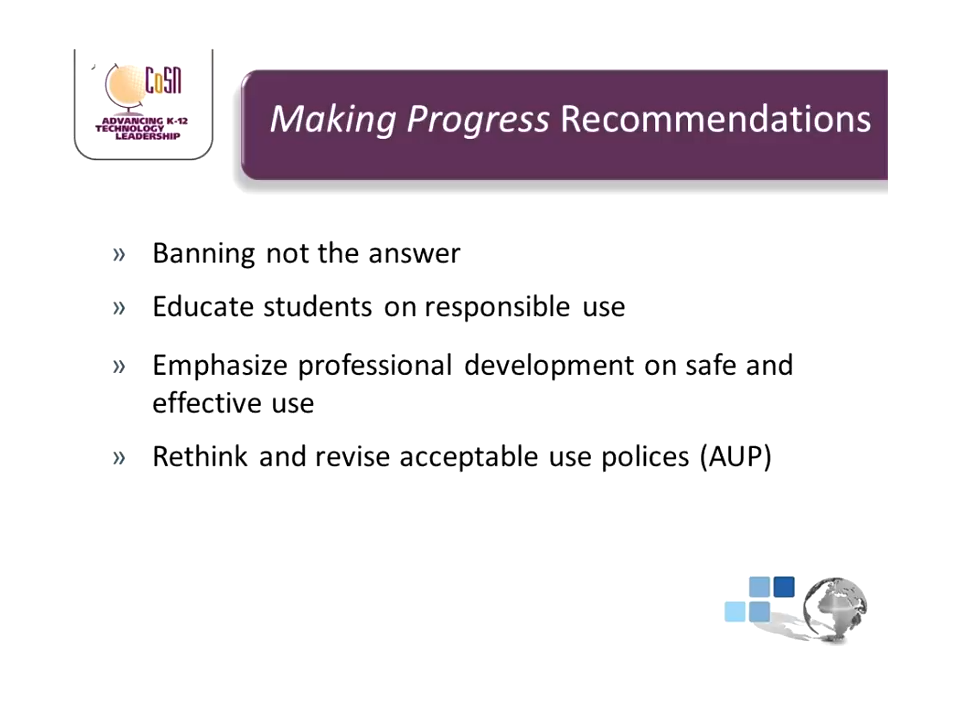 CoSN
ADVANCING K-12
TECHNOLOGY
LEADERSHIP
Making Progress Recommendations
» Banning not the answer
» Educate students on responsible use
» Emphasize professional development on safe and
effective use
» Rethink and revise acceptable use polices (AUP)